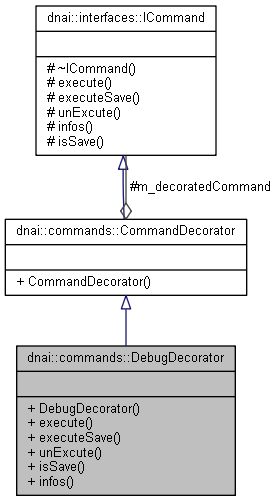 dnai::interfaces::ICommand
# ~ICommand()
# execute()
# executeSave()
# unExcute()
# infos()
# isSave()
#m_decoratedCommand
dnai::commands::CommandDecorator
+ CommandDecorator()
dnai::commands::DebugDecorator
+ DebugDecorator()
+ execute()
+ executeSave()
+ unExcute()
+ isSave()
+ infos()